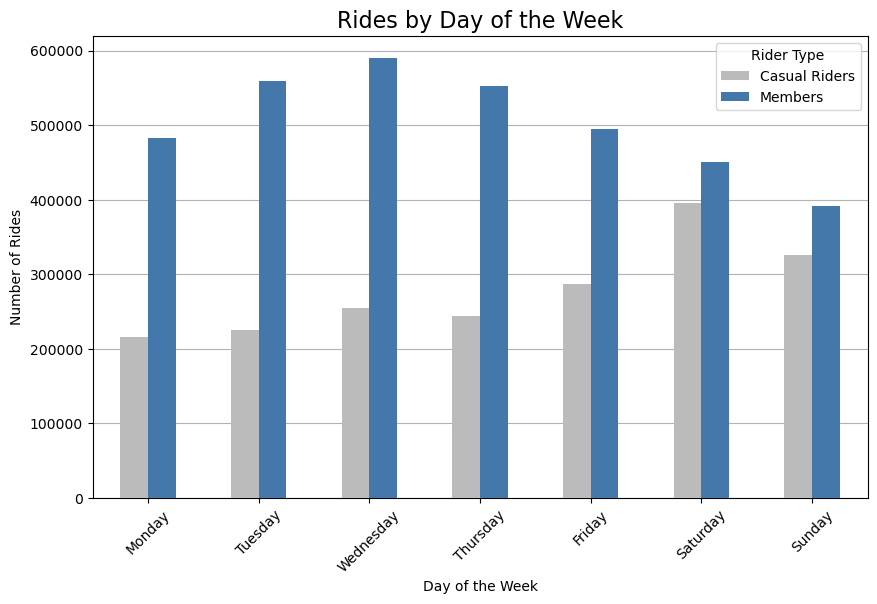 Rides by Day of the Week
Rider Type
Casual Riders
Members
Number of Rides
600000
500000
400000
300000
200000
100000
0
Monday
Tuesday
Wednesday
Thursday
Friday
Saturday
Sunday
Day of the Week